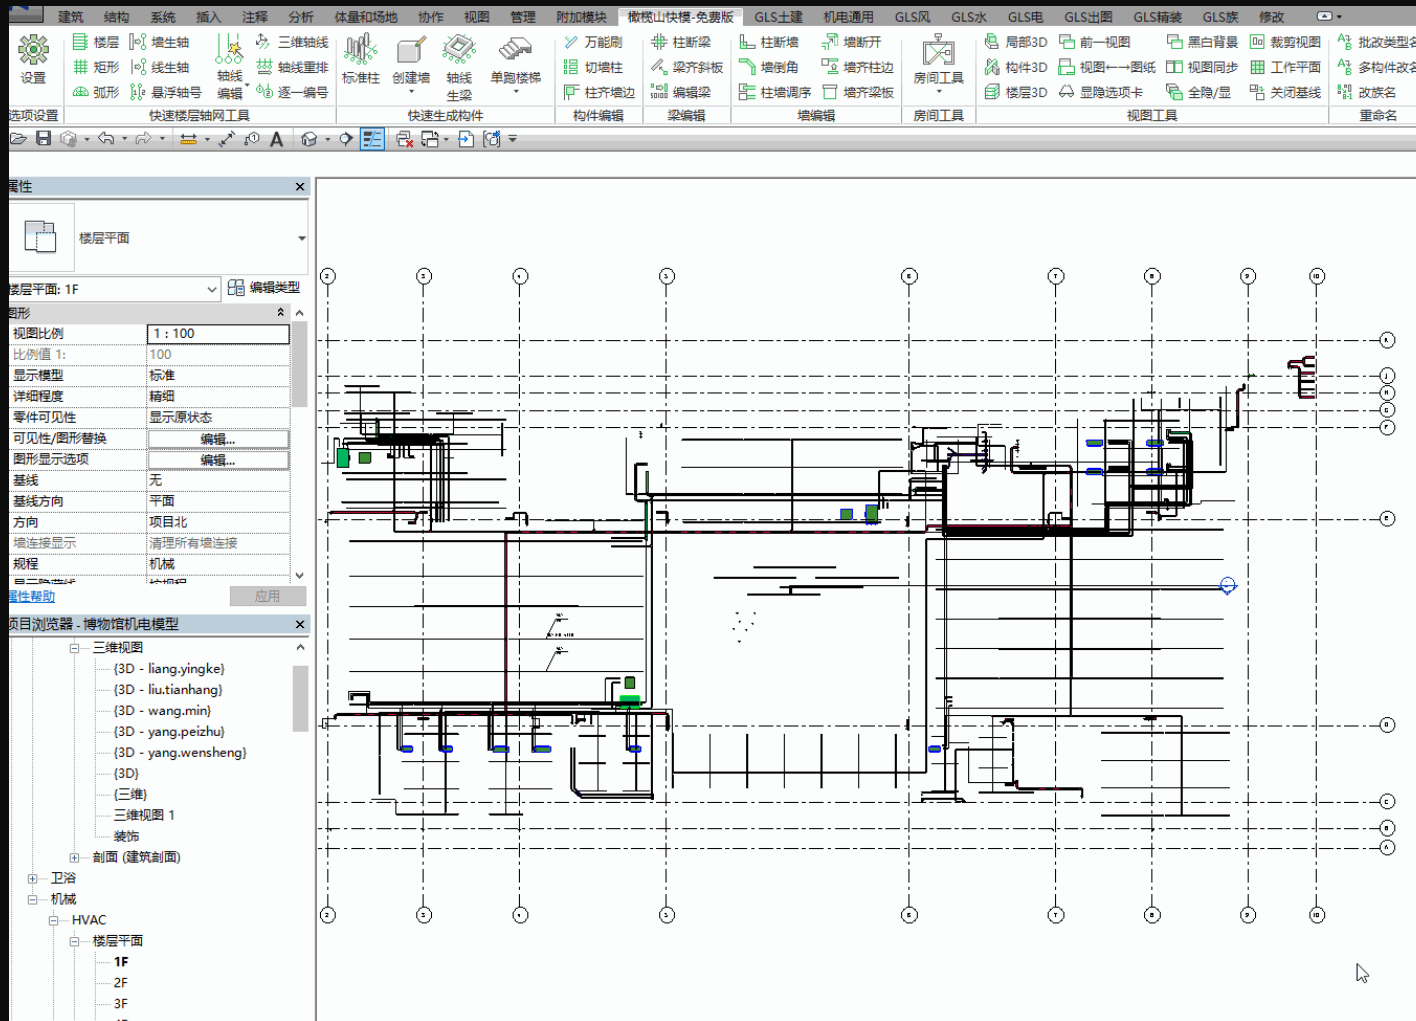 建筑 结构 系统 插入 注释 分析 体量和场地 协作 视图 管理 附加模块 橄榄山快模-免费版 GLS土建 机电通用 GLS风 GLS水 GLS电 GLS出图 GLS精装 GLS族 修改
楼层 墙生轴 三维轴线 万能刷 柱断梁 柱断墙 墙断开 局部3D 前一视图 黑白背景 裁剪视图 批改类型名
设置 矩形 线生轴 轴线编辑 轴线重排 标准柱 创建墙 轴线生梁 单跑楼梯 切墙柱 梁齐斜板 墙倒角 墙齐柱边 房间工具 构件3D 视图←→图纸 视图同步 工作平面 多构件改名
弧形 悬浮轴号 逐一编号 柱齐墙边 编辑梁 柱墙调序 墙齐梁板 楼层3D 显隐选项卡 全隐/显 关闭基线 改族名
选项设置 快速楼层轴网工具 快速生成构件 构件编辑 梁编辑 墙编辑 房间工具 视图工具 重命名
属性
楼层平面
楼层平面: 1F 编辑类型
图形
视图比例 1 : 100
比例值 1: 100
显示模型 标准
详细程度 精细
零件可见性 显示原状态
可见性/图形替换 编辑...
图形显示选项 编辑...
基线 无
基线方向 平面
方向 项目北
墙连接显示 清理所有墙连接
规程 机械
显示隐藏线 按规程
属性帮助 应用
项目浏览器 - 博物馆机电模型
三维视图
{3D - liang.yingke}
{3D - liu.tianhang}
{3D - wang.min}
{3D - yang.peizhu}
{3D - yang.wensheng}
{3D}
{三维}
三维视图 1
装饰
剖面 (建筑剖面)
卫浴
机械
HVAC
楼层平面
1F
2F
3F